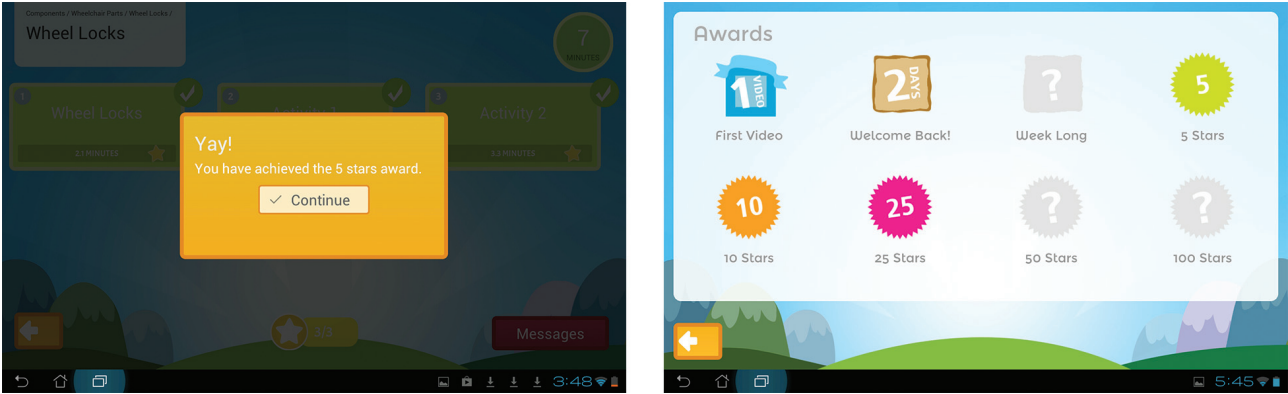 Components / Wheelchair Parts / Wheel Locks /
Wheel Locks
7
MINUTES
1
Wheel Locks
2.1 MINUTES
2
3
Activity 2
Yay!
You have achieved the 5 stars award.
Continue
3/3
Messages
3:48
Awards
1 VIDEO
First Video
2 DAYS
Welcome Back!
?
Week Long
5
5 Stars
10
10 Stars
25
25 Stars
?
50 Stars
?
100 Stars
5:45